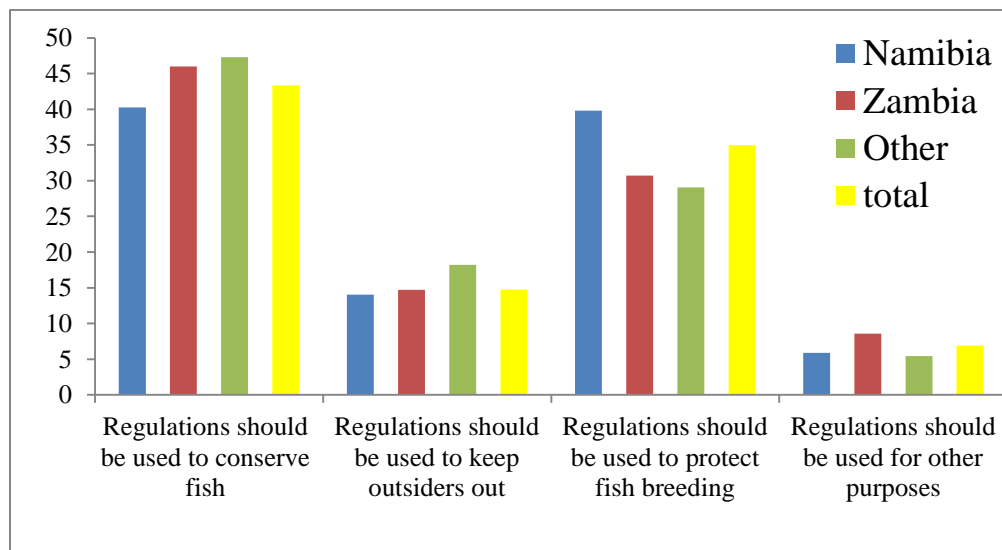 50
45
40
35
30
25
20
15
10
5
0
Namibia
Zambia
Other
total
Regulations should
be used to conserve
fish
Regulations should
be used to keep
outsiders out
Regulations should
be used to protect
fish breeding
Regulations should
be used for other
purposes